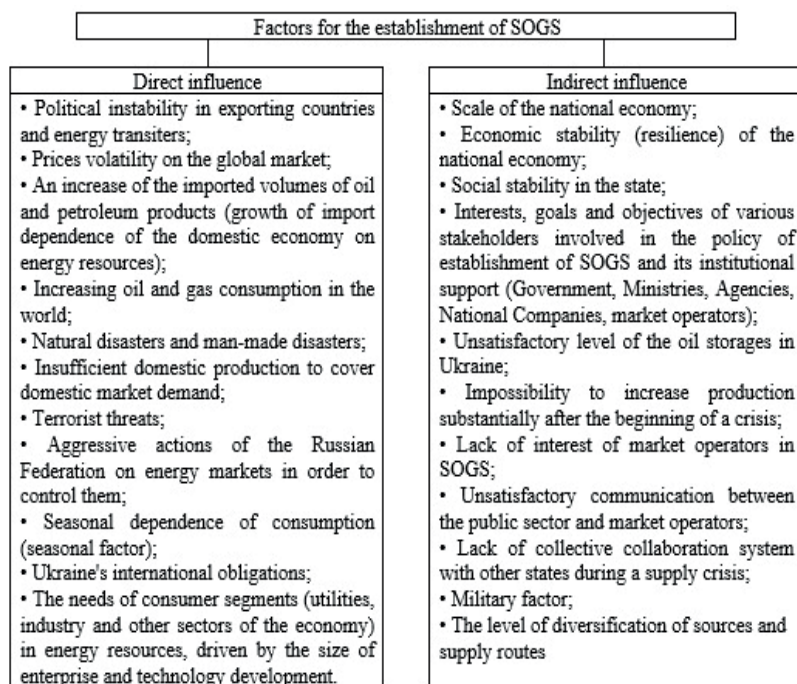 Factors for the establishment of SOGS
Direct influence
• Political instability in exporting countries
and energy transiters;
• Prices volatility on the global market;
• An increase of the imported volumes of oil
and petroleum products (growth of import
dependence of the domestic economy on
energy resources);
• Increasing oil and gas consumption in the
world;
• Natural disasters and man-made disasters;
• Insufficient domestic production to cover
domestic market demand;
• Terrorist threats;
• Aggressive actions of the Russian
Federation on energy markets in order to
control them;
• Seasonal dependence of consumption
(seasonal factor);
• Ukraine's international obligations;
• The needs of consumer segments (utilities,
industry and other sectors of the economy)
in energy resources, driven by the size of
enterprise and technology development.
Indirect influence
• Scale of the national economy;
• Economic stability (resilience) of the
national economy;
• Social stability in the state;
• Interests, goals and objectives of various
stakeholders involved in the policy of
establishment of SOGS and its institutional
support (Government, Ministries, Agencies,
National Companies, market operators);
• Unsatisfactory level of the oil storages in
Ukraine;
• Impossibility to increase production
substantially after the beginning of a crisis;
• Lack of interest of market operators in
SOGS;
• Unsatisfactory communication between
the public sector and market operators;
• Lack of collective collaboration system
with other states during a supply crisis;
• Military factor;
• The level of diversification of sources and
supply routes